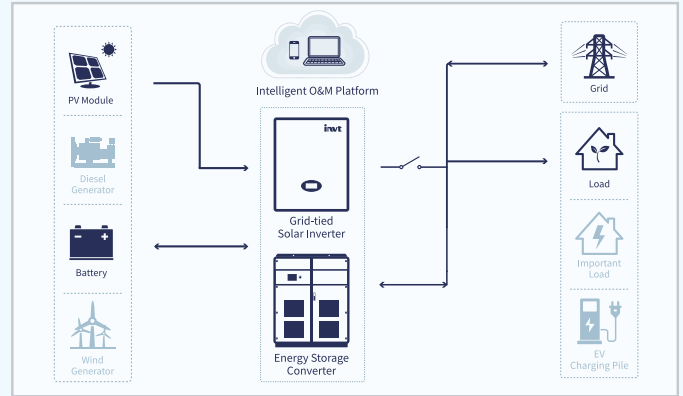 Intelligent O&M Platform
PV Module
Diesel
Generator
Battery
Wind
Generator
invt
Grid-tied
Solar Inverter
Energy Storage
Converter
Grid
Load
Important
Load
EV
Charging Pile